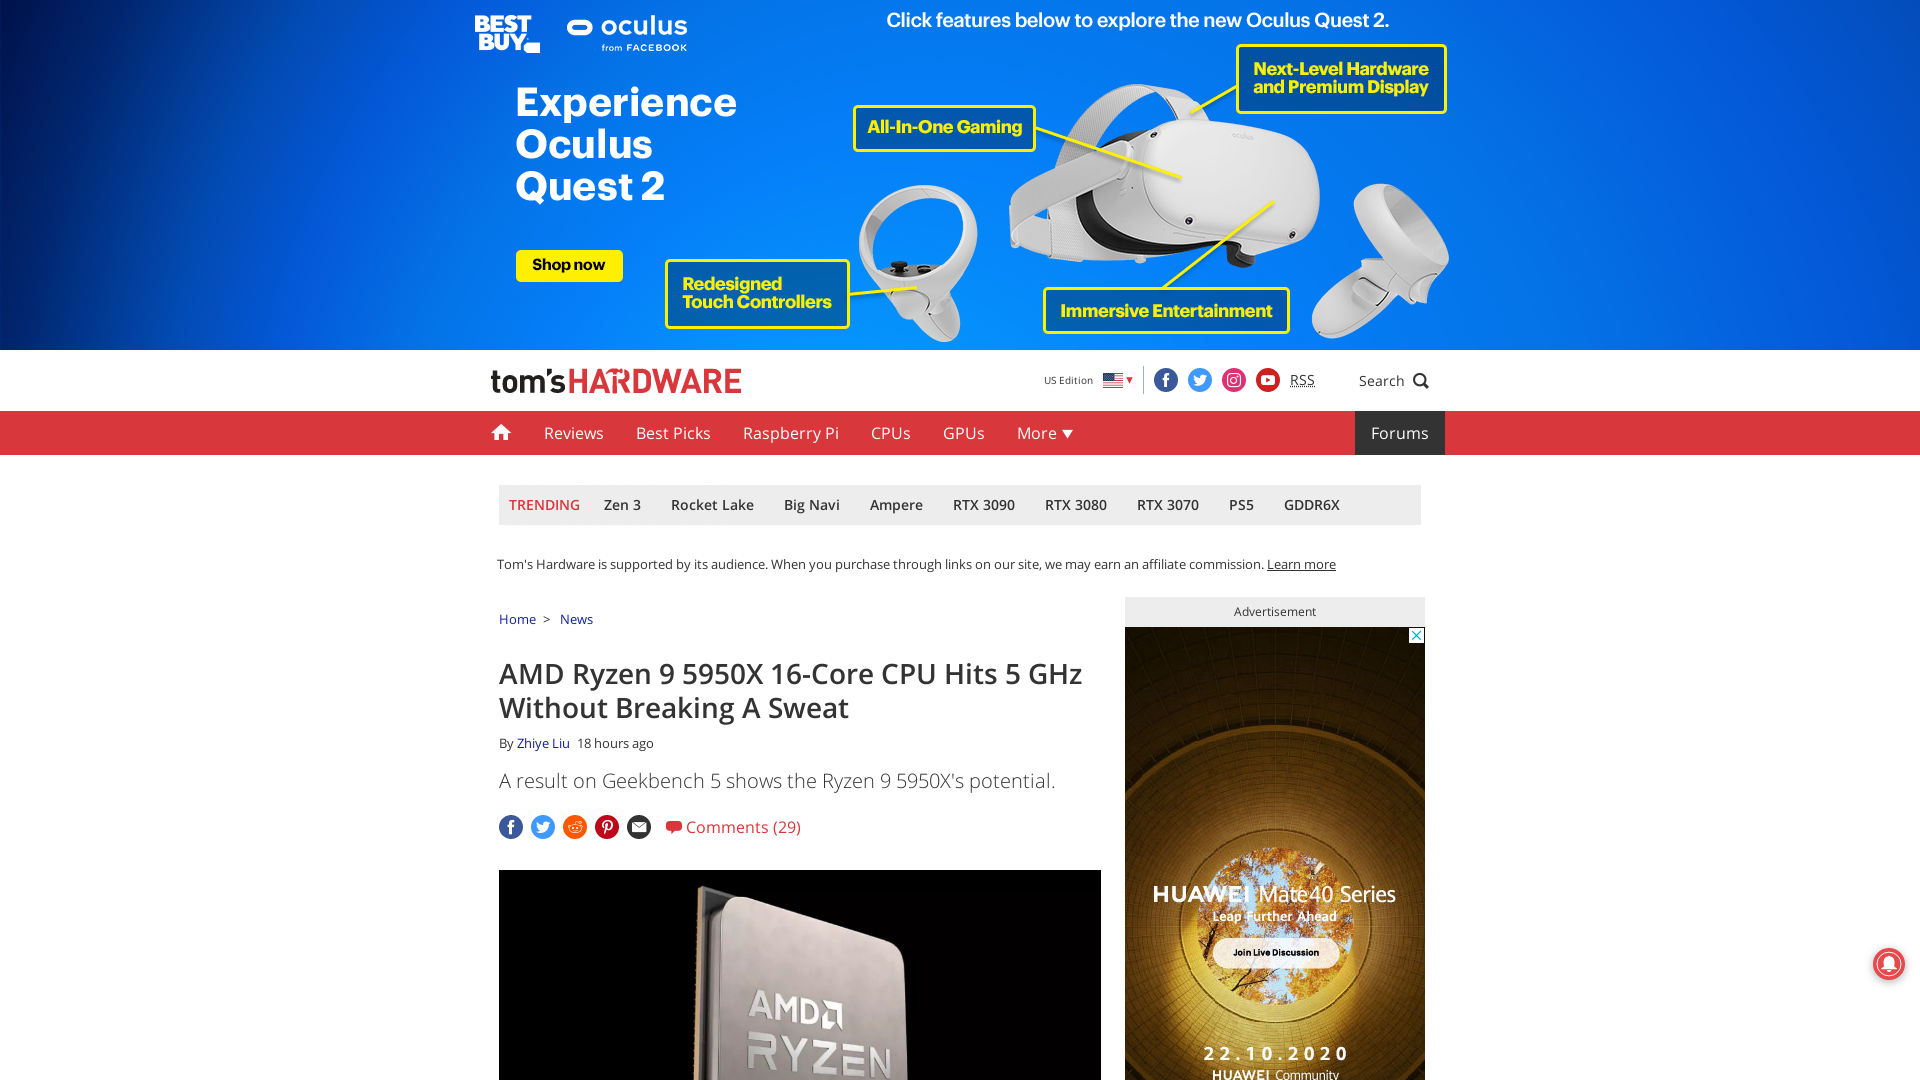 BEST
BUY
oculus
from FACEBOOK
Click features below to explore the new Oculus Quest 2.
Experience
Oculus
Quest 2
Next-Level Hardware
and Premium Display
All-In-One Gaming
oculus
Shop now
Redesigned
Touch Controllers
Immersive Entertainment
tom'sHARDWARE
US Edition
RSS
Search
Reviews
Best Picks
Raspberry Pi
CPUs
GPUs
More
Forums
TRENDING
Zen 3
Rocket Lake
Big Navi
Ampere
RTX 3090
RTX 3080
RTX 3070
PS5
GDDR6X
Tom's Hardware is supported by its audience. When you purchase through links on our site, we may earn an affiliate commission. Learn more
Home > News
AMD Ryzen 9 5950X 16-Core CPU Hits 5 GHz
Without Breaking A Sweat
By Zhiye Liu 18 hours ago
A result on Geekbench 5 shows the Ryzen 9 5950X's potential.
Comments (29)
AMD
RYZEN
Advertisement
HUAWEI Mate40 Series
Leap Further Ahead
Join Live Discussion
22.10.2020
HUAWEI Community